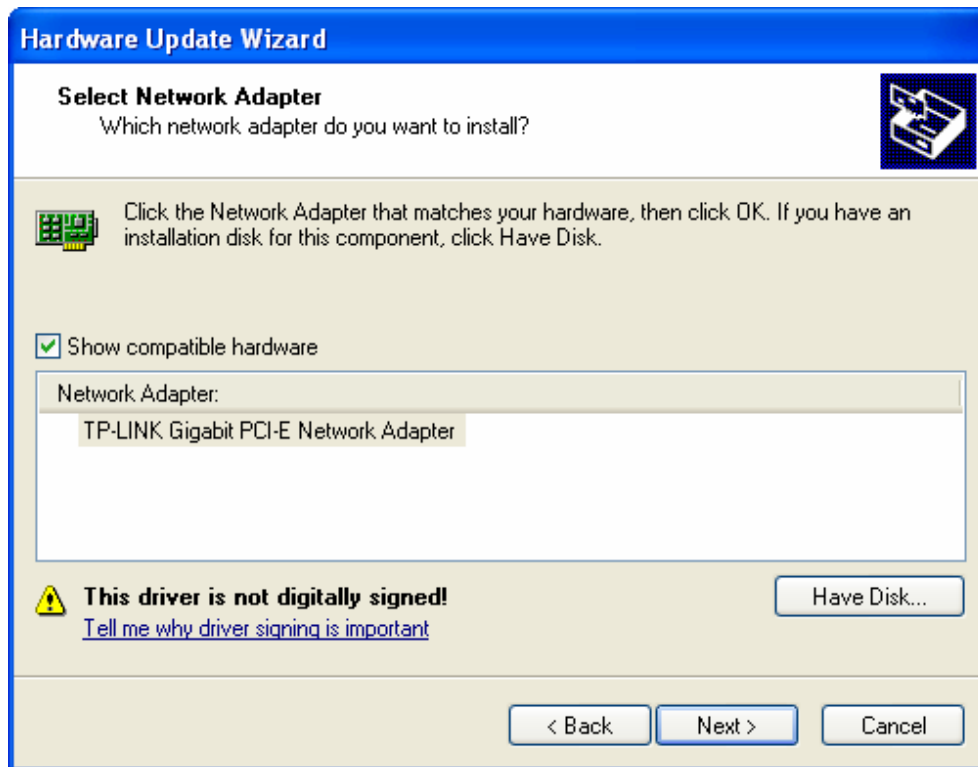 Hardware Update Wizard
Select Network Adapter
Which network adapter do you want to install?
Click the Network Adapter that matches your hardware, then click OK. If you have an
installation disk for this component, click Have Disk.
Show compatible hardware
Network Adapter:
TP-LINK Gigabit PCI-E Network Adapter
This driver is not digitally signed!
Have Disk...
Tell me why driver signing is important
< Back
Next >
Cancel